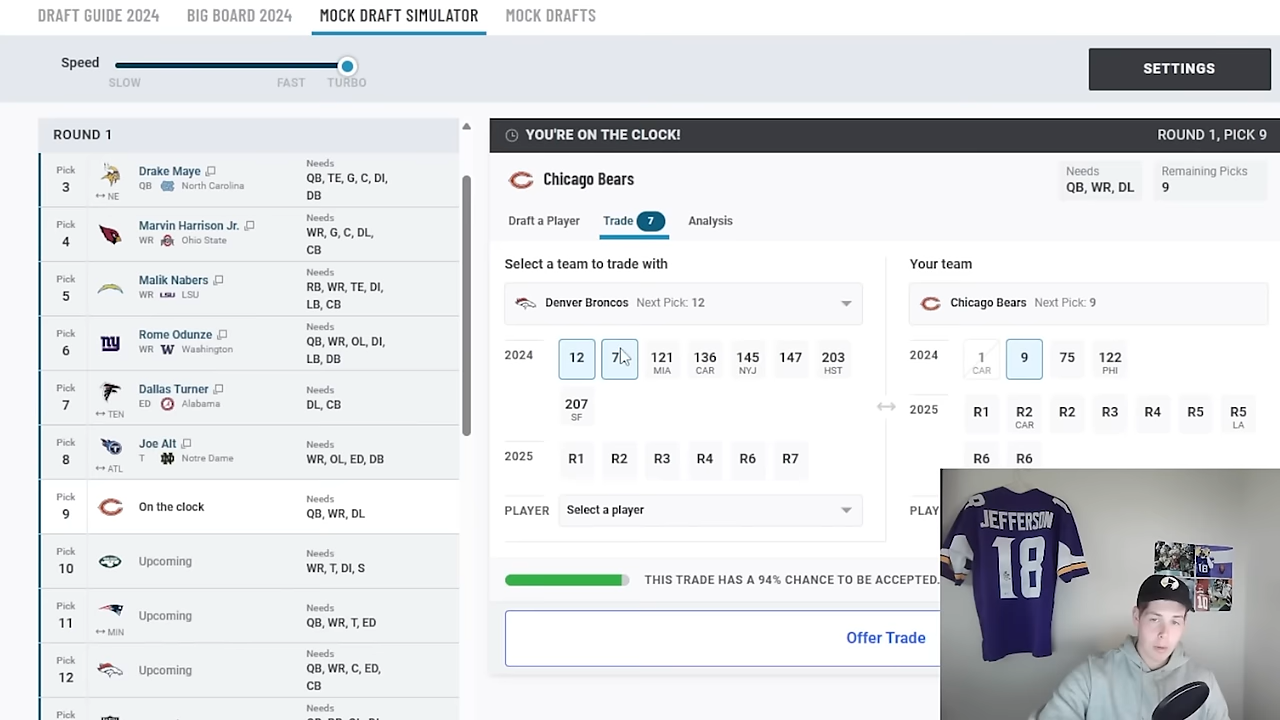 DRAFT GUIDE 2024 BIG BOARD 2024 MOCK DRAFT SIMULATOR MOCK DRAFTS
Speed
SLOW FAST TURBO
SETTINGS
ROUND 1
Pick 3 ↔ NE Drake Maye QB North Carolina Needs QB, TE, G, C, DI, DB
Pick 4 Marvin Harrison Jr. WR Ohio State Needs WR, G, C, DL, CB
Pick 5 Malik Nabers WR LSU LSU Needs RB, WR, TE, DI, LB, CB
Pick 6 ny Rome Odunze WR W Washington Needs QB, WR, OL, DI, LB, DB
Pick 7 ↔ TEN Dallas Turner ED Alabama Needs DL, CB
Pick 8 ↔ ATL Joe Alt T Notre Dame Needs WR, OL, ED, DB
Pick 9 On the clock Needs QB, WR, DL
Pick 10 Upcoming Needs WR, T, DI, S
Pick 11 ↔ MIN Upcoming Needs QB, WR, T, ED
Pick 12 Upcoming Needs QB, WR, C, ED, CB
Pick
YOU'RE ON THE CLOCK! ROUND 1, PICK 9
Chicago Bears
Needs QB, WR, DL
Remaining Picks 9
Draft a Player Trade 7 Analysis
Select a team to trade with
Denver Broncos Next Pick: 12
2024 12 121 MIA 136 CAR 145 NYJ 147 203 HST
207 SF
2025 R1 R2 R3 R4 R6 R7
PLAYER Select a player
Your team
Chicago Bears Next Pick: 9
2024 1 CAR 9 75 122 PHI
2025 R1 R2 CAR R2 R3 R4 R5 R5 LA
R6 R6
PLAY
THIS TRADE HAS A 94% CHANCE TO BE ACCEPTED.
Offer Trade
JEFFERSON
18